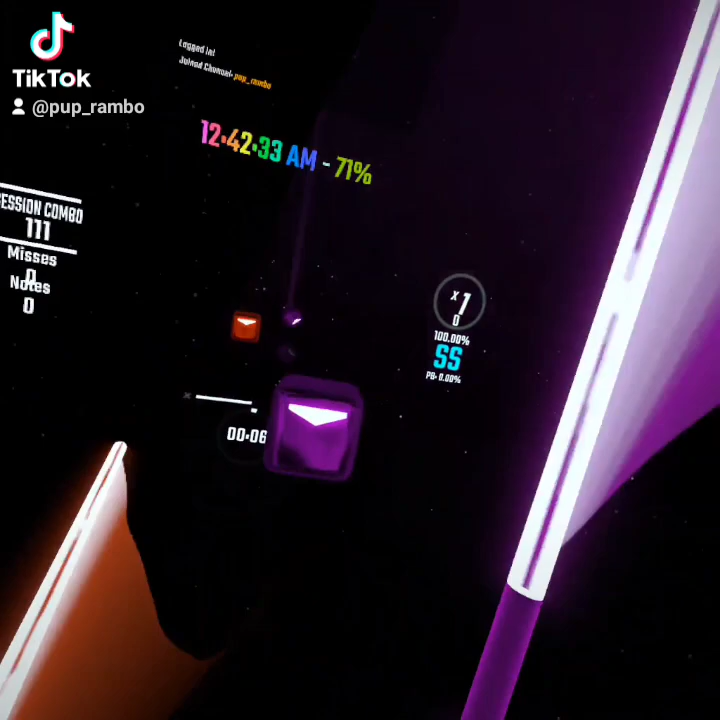 TikTok
@pup_rambo
Logged in!
Joined Channel: pup_rambo
12:42:33 AM - 71%
ESSION COMBO
111
Misses
0
Notes
0
x1
0
100.00%
SS
PB: 0.00%
00:06